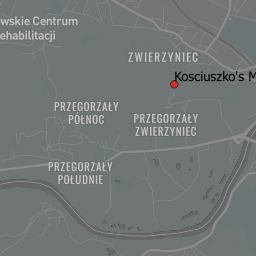 wskie Centrum
ehabilitacji
ZWIERZYNIEC
Kosciuszko's M
PRZEGORZAŁY
PÓŁNOC
PRZEGORZAŁY
ZWIERZYNIEC
PRZEGORZAŁY
POŁUDNIE